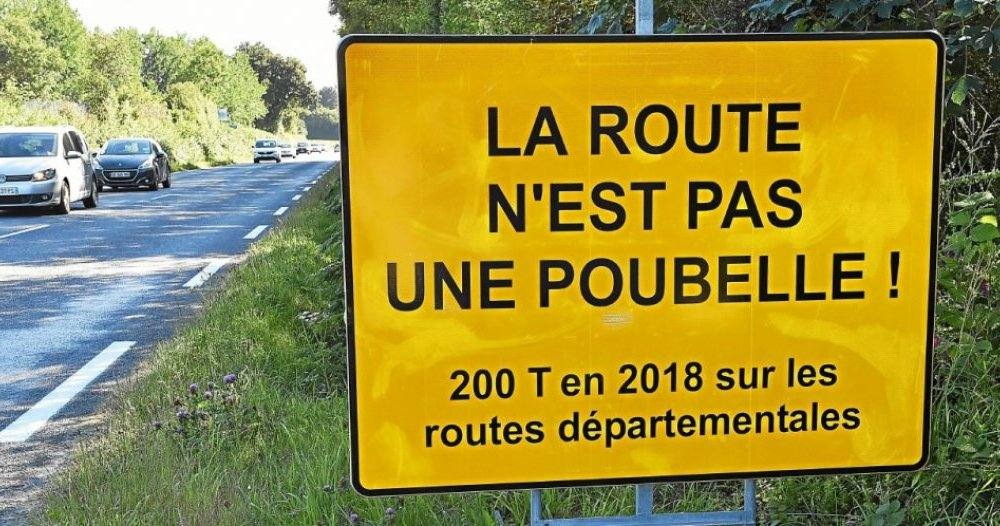 LA ROUTE
N'EST PAS
UNE POUBELLE !
200 T en 2018 sur les
routes départementales